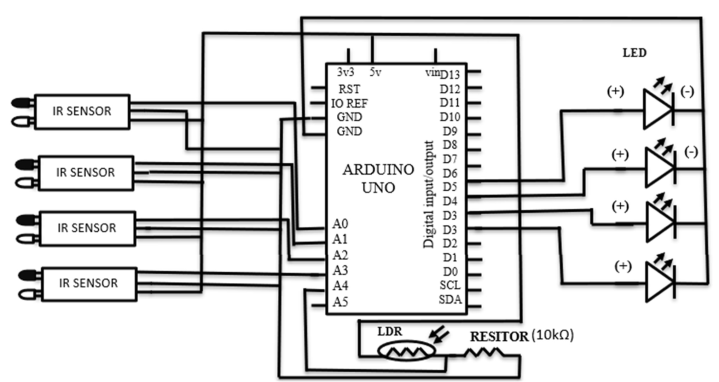 LED
3v3 5v vin
D13
RST
D12
IO REF
D11
GND
D10
GND
D9
D8
D7
D6
D5
D4
D3
D3
D2
D1
D0
SCL
SDA
ARDUINO
UNO
Digital input/output
A0
A1
A2
A3
A4
A5
IR SENSOR
IR SENSOR
IR SENSOR
IR SENSOR
(+) (-)
(+) (-)
(+)
(+)
LDR
RESITOR (10kΩ)